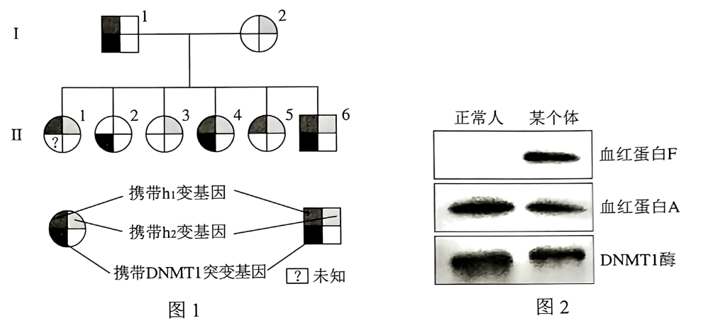 I
1
2
II
1
?
2
3
4
5
6
携带h₁变基因
携带h₂变基因
携带DNMT1突变基因
? 未知
图1
正常人 某个体
血红蛋白F
血红蛋白A
DNMT1酶
图2